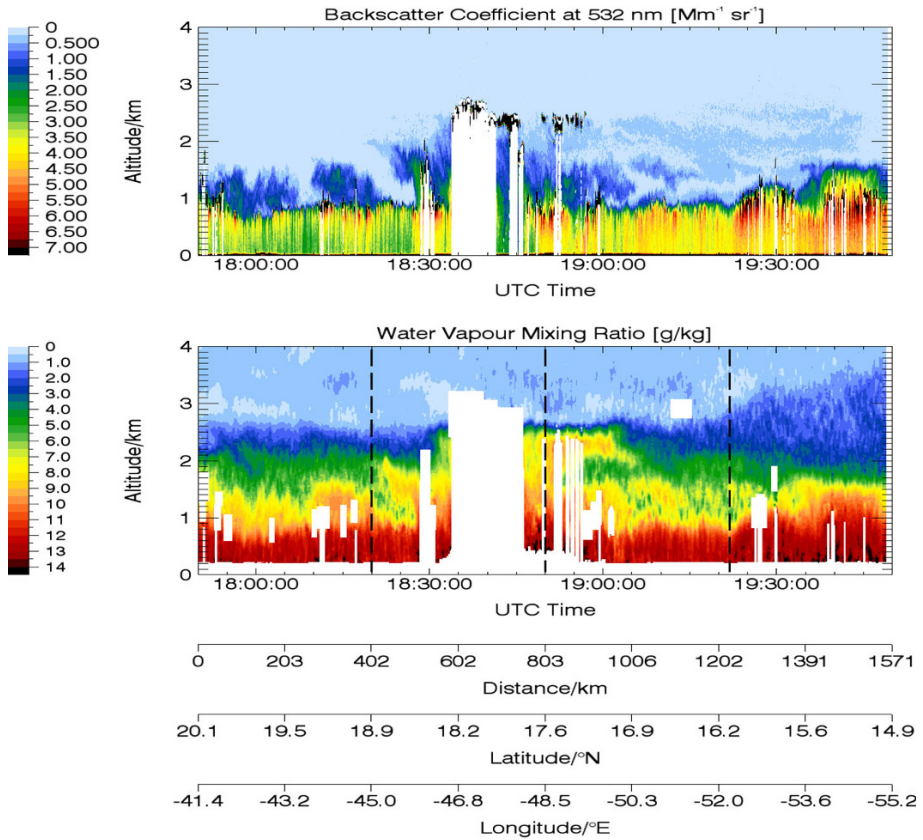 Backscatter Coefficient at 532 nm [Mm⁻¹ sr⁻¹]
0
0.500
1.00
1.50
2.00
2.50
3.00
3.50
4.00
4.50
5.00
5.50
6.00
6.50
7.00
Altitude/km
4
3
2
1
0
18:00:00 18:30:00 19:00:00 19:30:00
UTC Time
Water Vapour Mixing Ratio [g/kg]
0
1.0
2.0
3.0
4.0
5.0
6.0
7.0
8.0
9.0
10
11
12
13
14
Altitude/km
4
3
2
1
0
18:00:00 18:30:00 19:00:00 19:30:00
UTC Time
0 203 402 602 803 1006 1202 1391 1571
Distance/km
20.1 19.5 18.9 18.2 17.6 16.9 16.2 15.6 14.9
Latitude/°N
-41.4 -43.2 -45.0 -46.8 -48.5 -50.3 -52.0 -53.6 -55.2
Longitude/°E